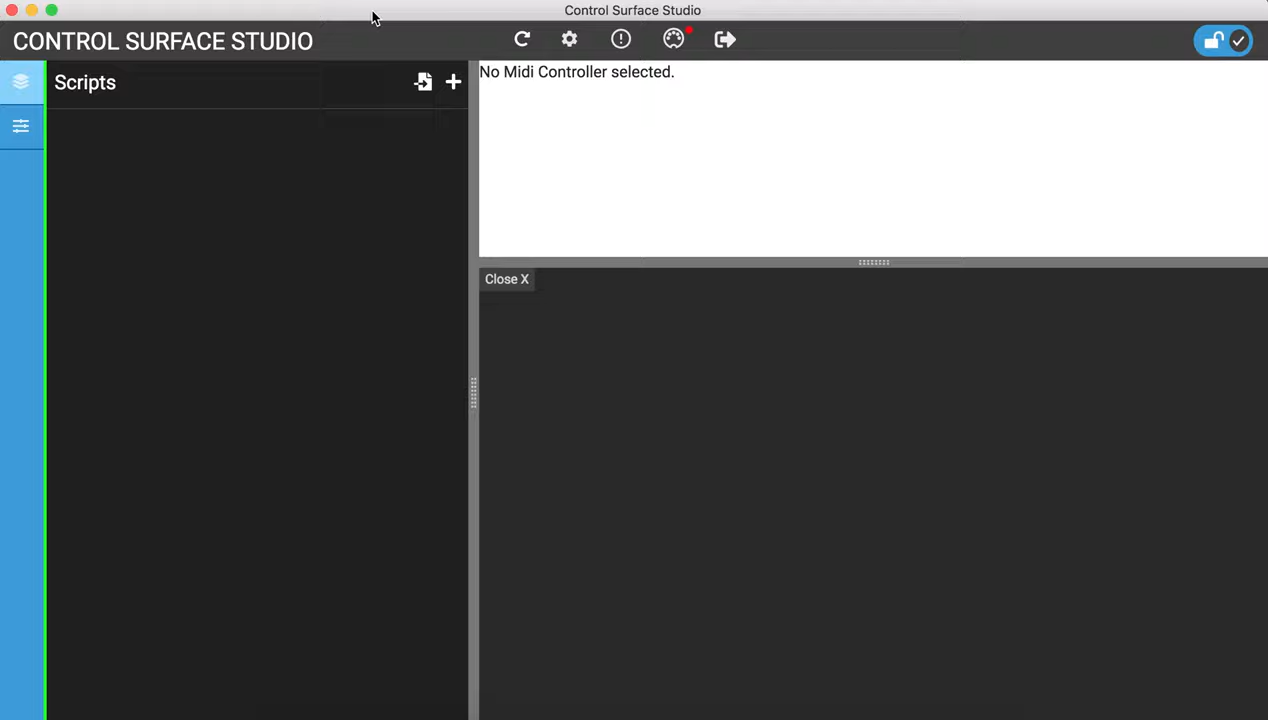 Control Surface Studio
CONTROL SURFACE STUDIO
Scripts
No Midi Controller selected.
Close X